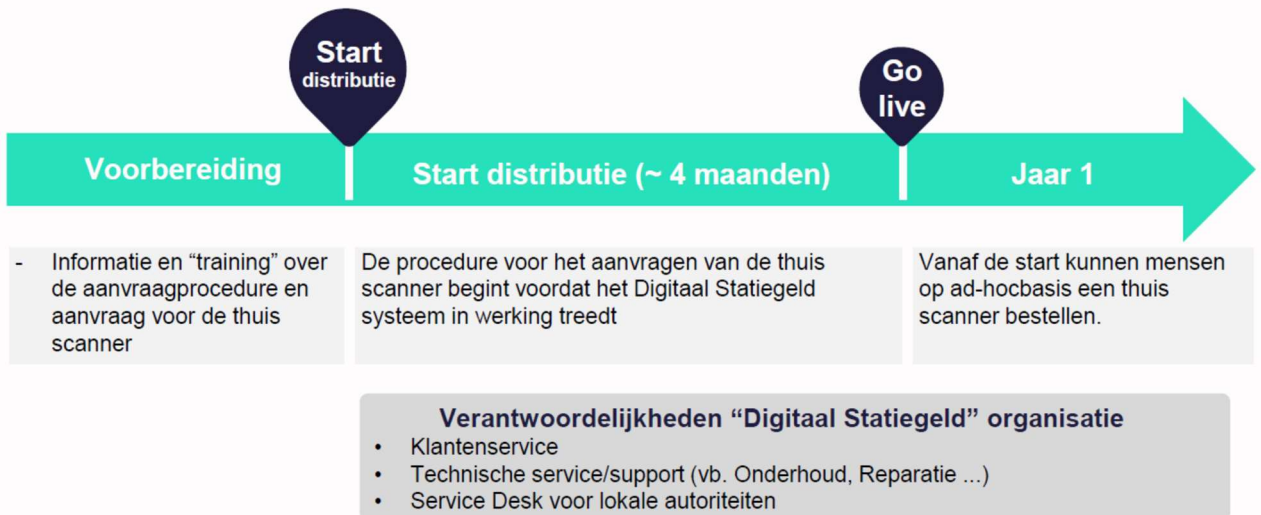 Start
distributie
Go
live
Voorbereiding
Start distributie (~ 4 maanden)
Jaar 1
- Informatie en “training” over
de aanvraagprocedure en
aanvraag voor de thuis
scanner
De procedure voor het aanvragen van de thuis
scanner begint voordat het Digitaal Statiegeld
systeem in werking treedt
Vanaf de start kunnen mensen
op ad-hocbasis een thuis
scanner bestellen.
Verantwoordelijkheden “Digitaal Statiegeld” organisatie
• Klantenservice
• Technische service/support (vb. Onderhoud, Reparatie ...)
• Service Desk voor lokale autoriteiten